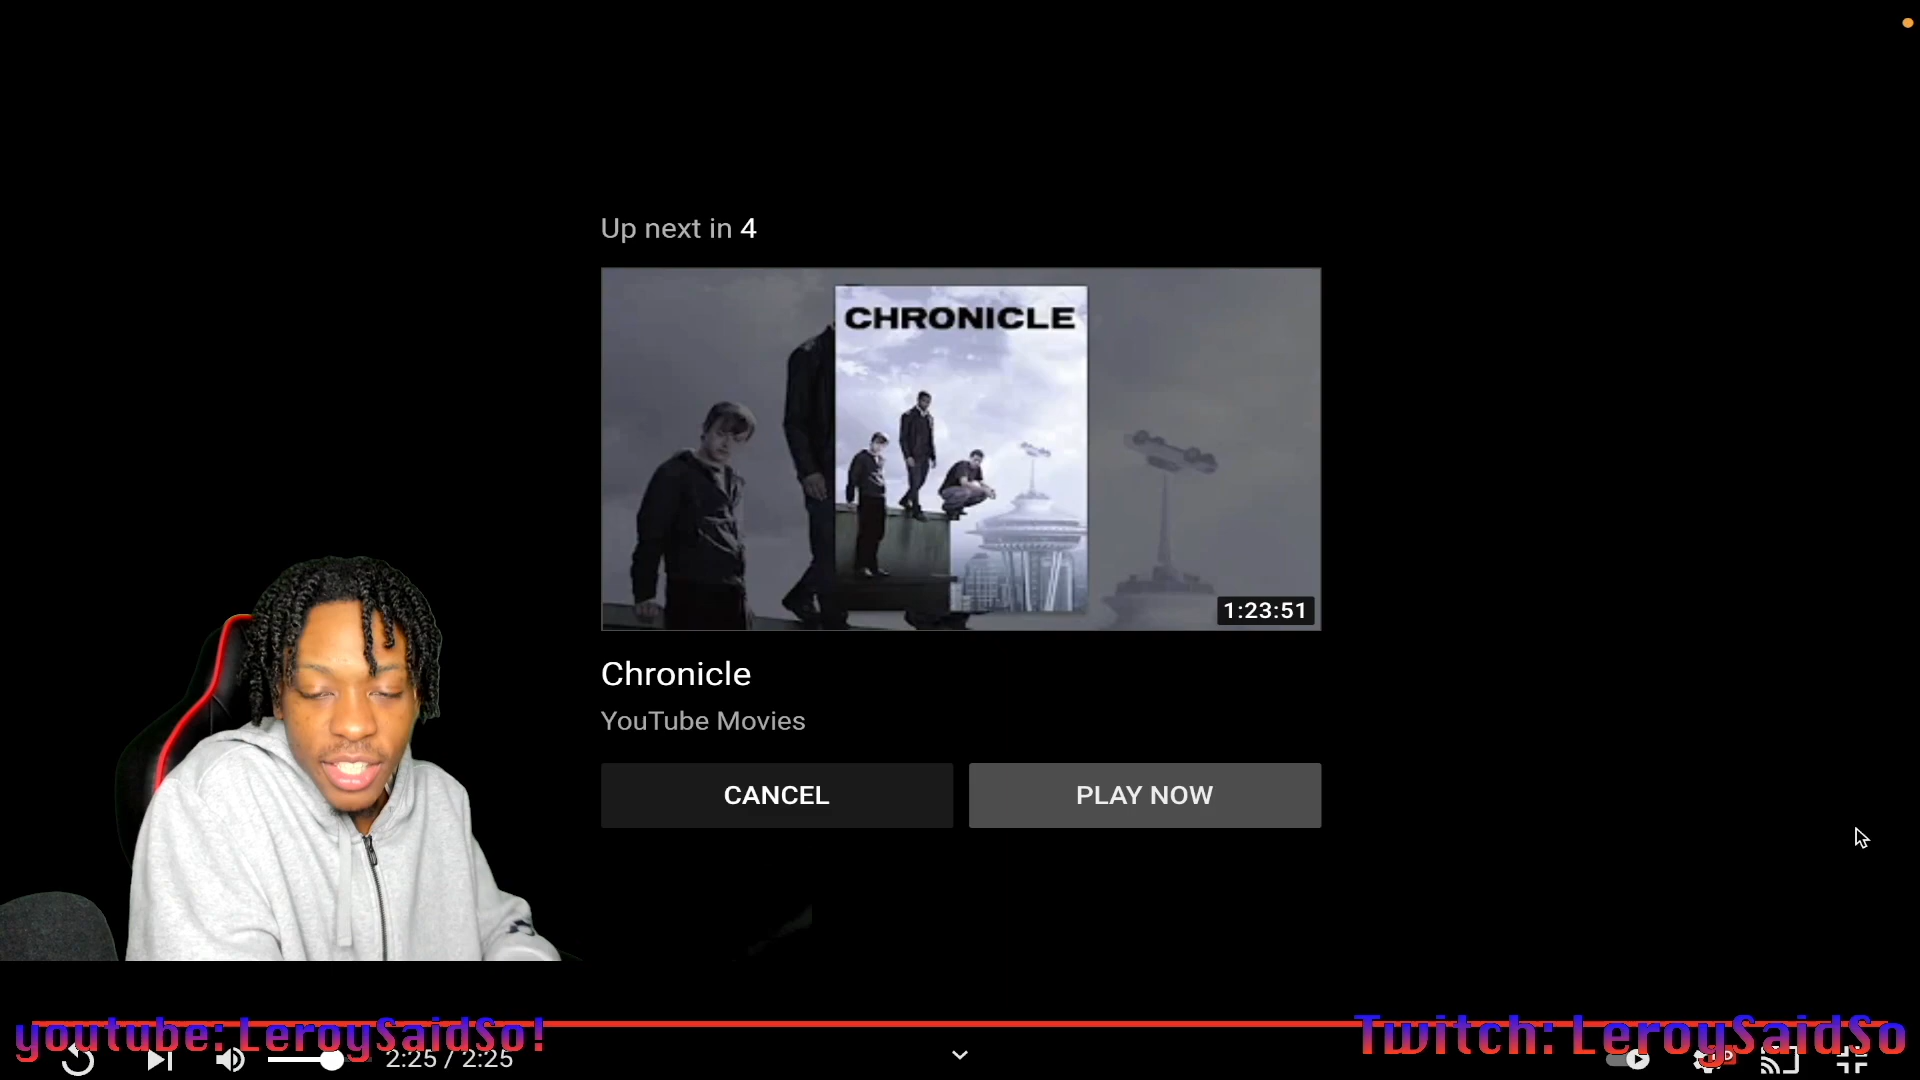 Up next in 4
CHRONICLE
1:23:51
Chronicle
YouTube Movies
CANCEL
PLAY NOW
youtube: LeroySaidSo!
Twitch: LeroySaidSo
2:25 / 2:25